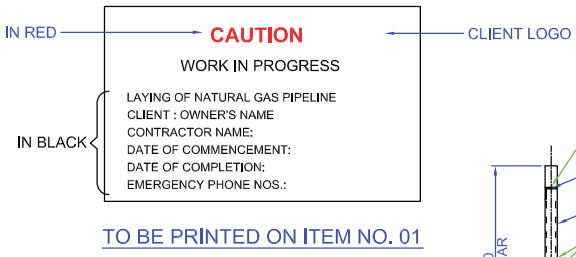 IN RED
CAUTION
CLIENT LOGO
WORK IN PROGRESS
LAYING OF NATURAL GAS PIPELINE
CLIENT : OWNER'S NAME
CONTRACTOR NAME:
IN BLACK
DATE OF COMMENCEMENT:
DATE OF COMPLETION:
EMERGENCY PHONE NOS.:
TO BE PRINTED ON ITEM NO. 01